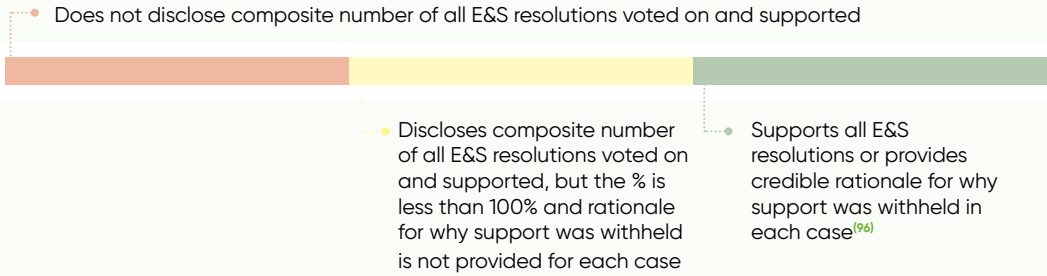 Does not disclose composite number of all E&S resolutions voted on and supported
Discloses composite number
of all E&S resolutions voted on
and supported, but the % is
less than 100% and rationale
for why support was withheld
is not provided for each case
Supports all E&S
resolutions or provides
credible rationale for why
support was withheld in
each case(96)